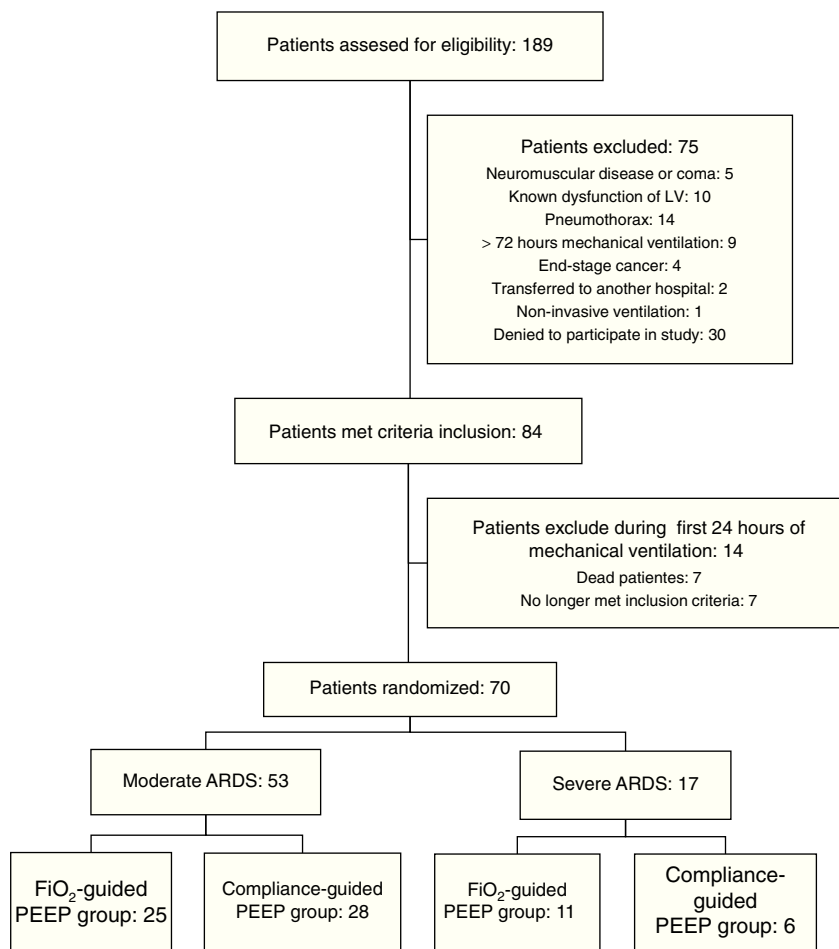 Patients assesed for eligibility: 189
Patients excluded: 75
Neuromuscular disease or coma: 5
Known dysfunction of LV: 10
Pneumothorax: 14
> 72 hours mechanical ventilation: 9
End-stage cancer: 4
Transferred to another hospital: 2
Non-invasive ventilation: 1
Denied to participate in study: 30
Patients met criteria inclusion: 84
Patients exclude during first 24 hours of
mechanical ventilation: 14
Dead patientes: 7
No longer met inclusion criteria: 7
Patients randomized: 70
Moderate ARDS: 53
Severe ARDS: 17
FiO₂-guided
PEEP group: 25
Compliance-guided
PEEP group: 28
FiO₂-guided
PEEP group: 11
Compliance-
guided
PEEP group: 6